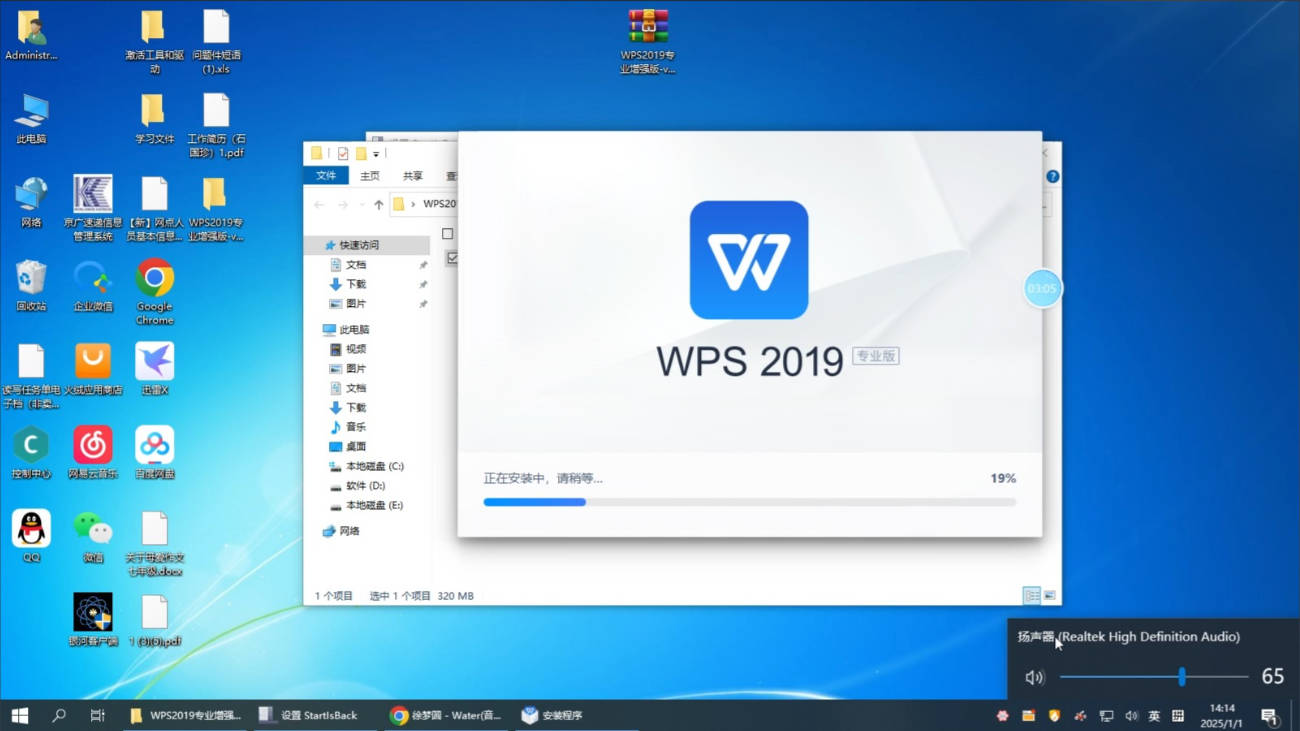 Administr...
激活工具和驱
动
问题件短语
(1).xls
WPS2019专
业增强版-v...
此电脑
学习文件
工作简历（石
国珍）1.pdf
网络
京广速递信息
管理系统
【新】网点人
员基本信息...
WPS2019专
业增强版-v...
回收站
企业微信
Google
Chrome
读写任务单电
子档（非卖...
火绒应用商店
迅雷X
控制中心
网易云音乐
百度网盘
QQ
微信
关于母爱作文
七年级.docx
银河客户端
1 (3)(5).pdf
文件
主页
共享
查
WPS20
快速访问
文档
下载
图片
此电脑
视频
图片
文档
下载
音乐
桌面
本地磁盘 (C:)
软件 (D:)
本地磁盘 (E:)
网络
1 个项目
选中 1 个项目 320 MB
WPS 2019 专业版
正在安装中，请稍等...
19%
03:05
扬声器 (Realtek High Definition Audio)
65
WPS2019专业增强...
设置 StartIsBack
徐梦圆 - Water(音...
安装程序
英
14:14
2025/1/1
1